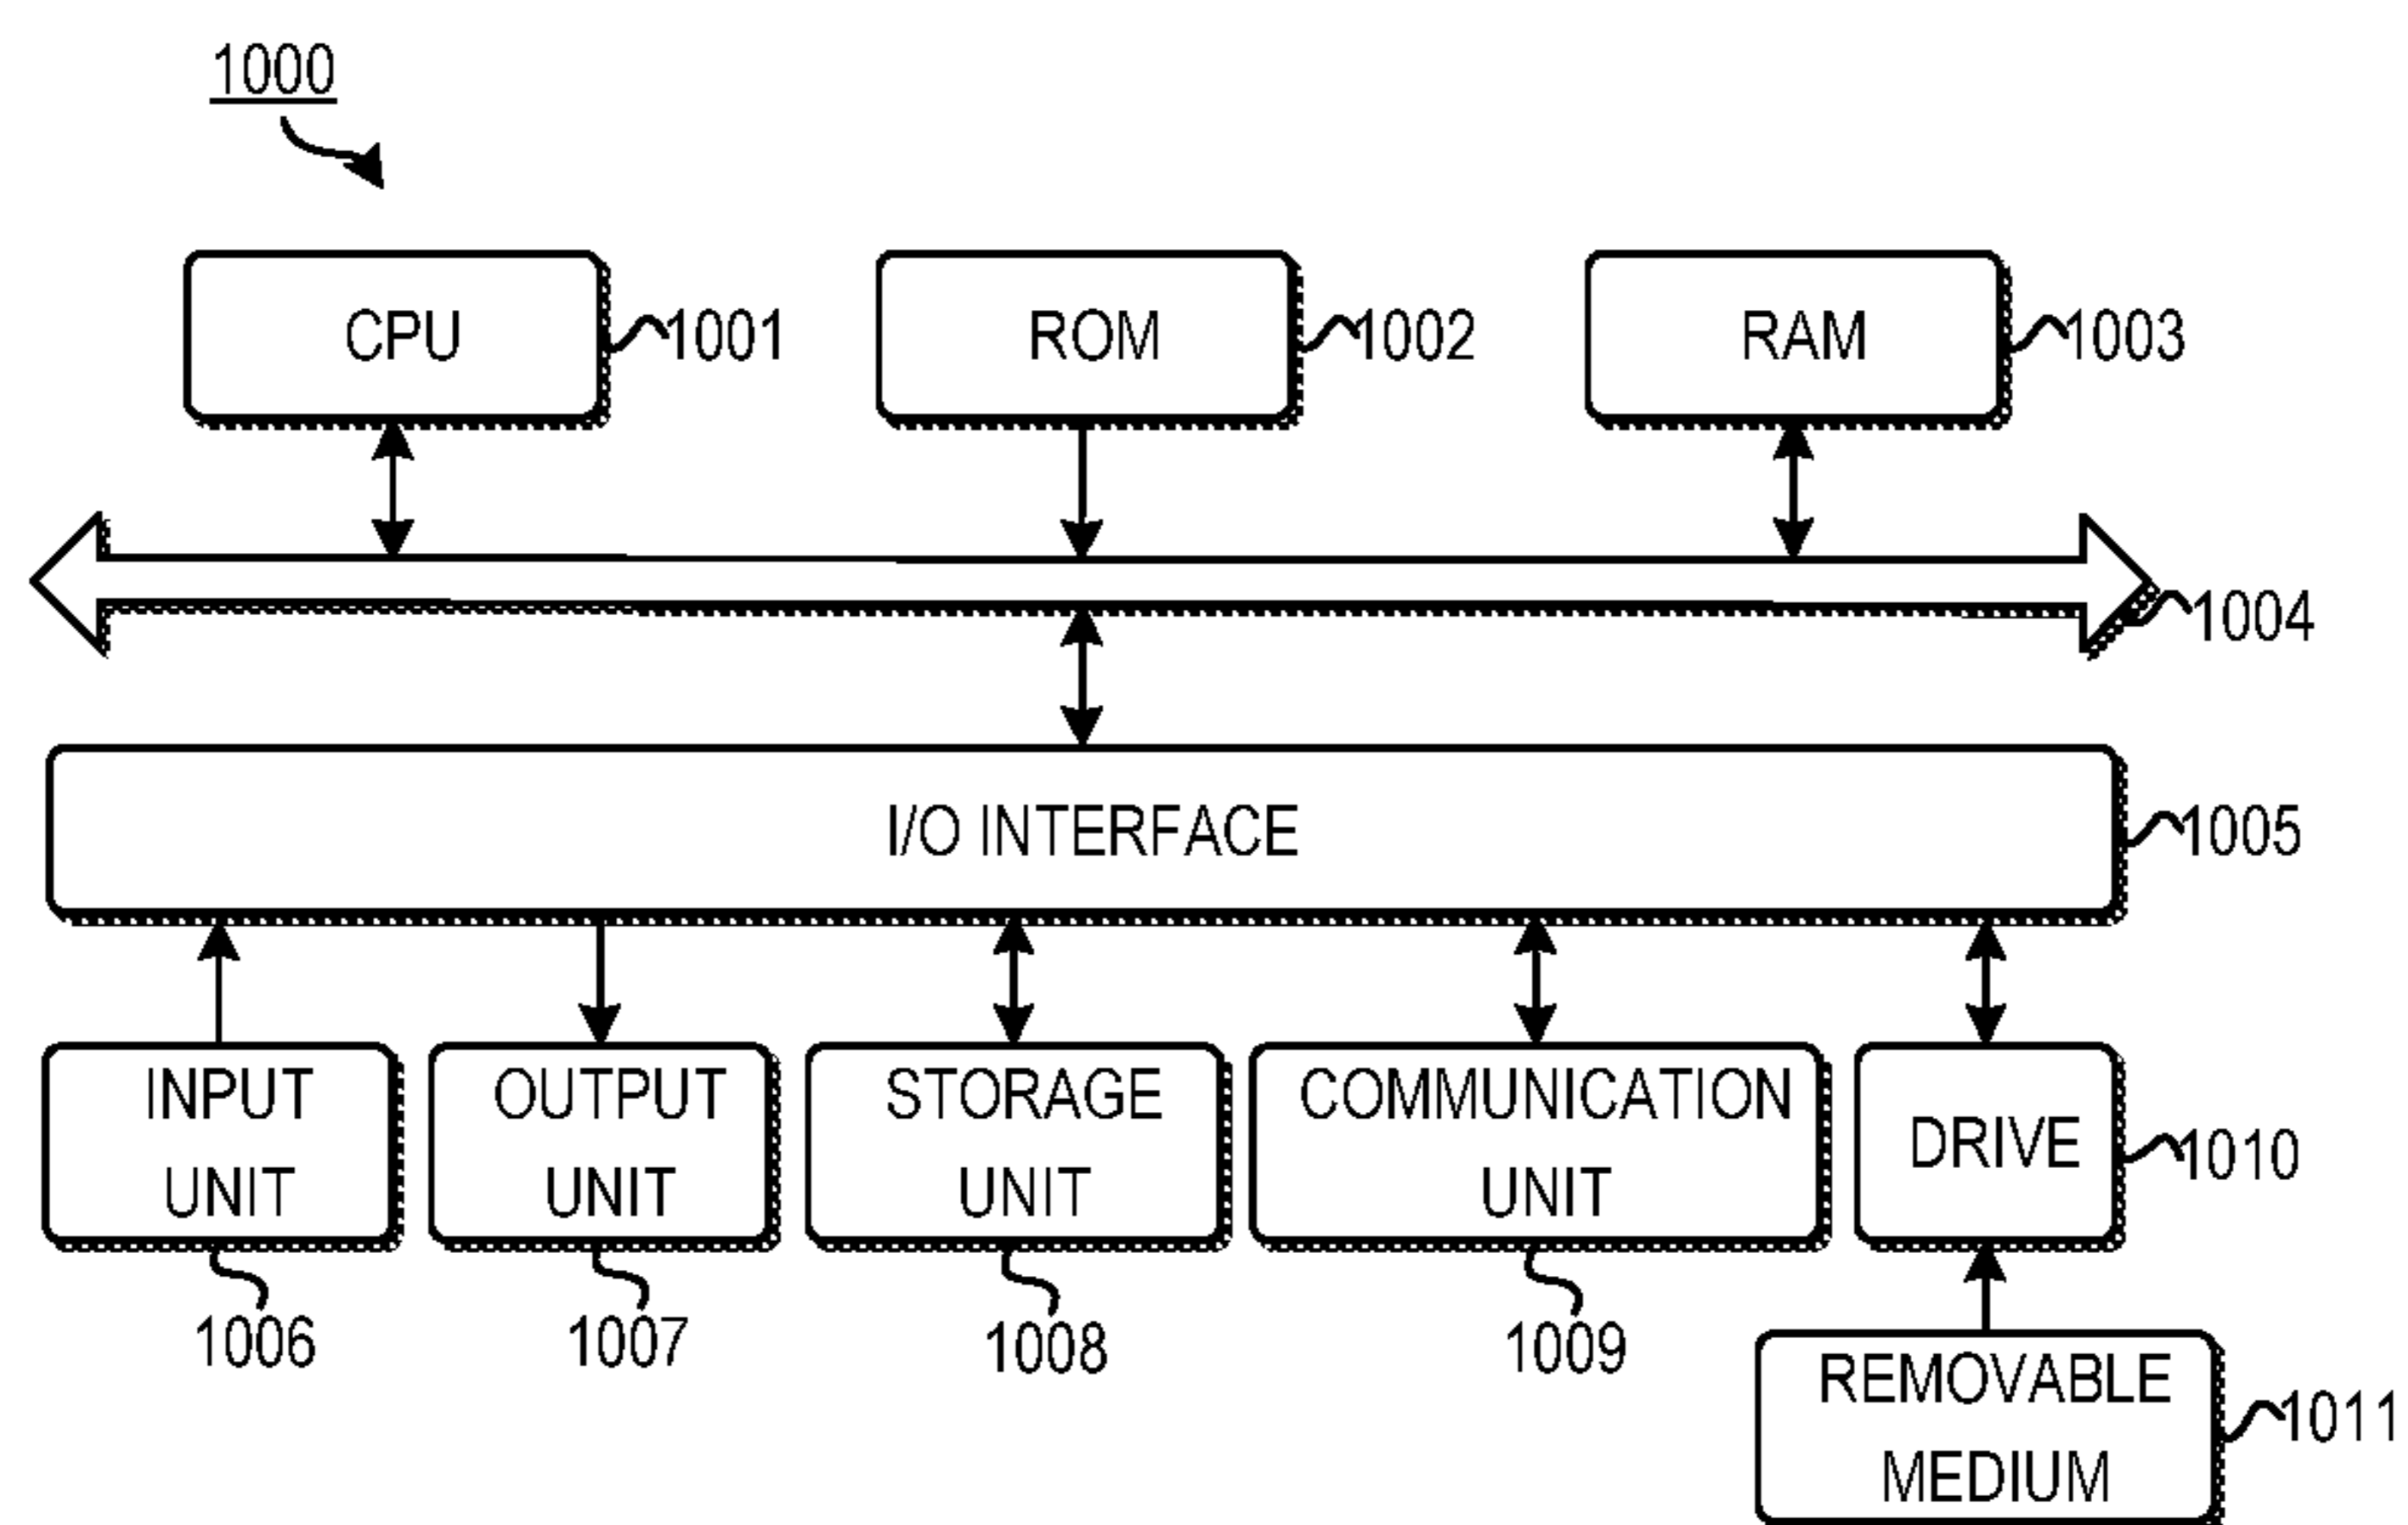 1000
CPU
1001
ROM
1002
RAM
1003
1004
I/O INTERFACE
1005
INPUT
UNIT
OUTPUT
UNIT
STORAGE
UNIT
COMMUNICATION
UNIT
DRIVE
1010
1006
1007
1008
1009
REMOVABLE
MEDIUM
1011